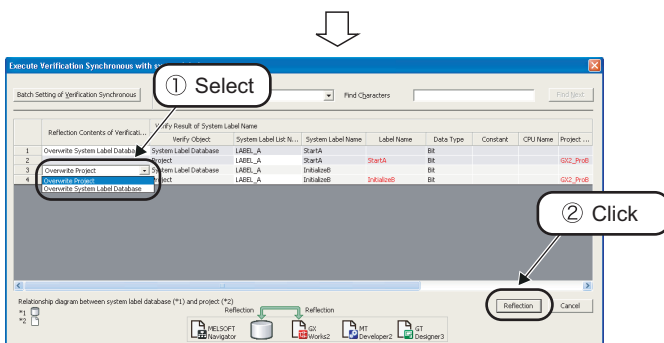 Execute Verification Synchronous with
① Select
Batch Setting of Verification Synchronous
Find Characters
Find Next
Reflection Contents of Verificati...
Verify Result of System Label Name
Verify Object System Label List N... System Label Name Label Name Data Type Constant CPU Name Project ...
1 Overwrite System Label Database System Label Database LABEL_A StartA Bit
2 Project LABEL_A StartA StartA Bit GX2_ProB
3 Overwrite Project System Label Database LABEL_A InitializeB Bit
4 Overwrite Project LABEL_A InitializeB InitializeB Bit GX2_ProB
Overwrite System Label Database
② Click
Relationship diagram between system label database (*1) and project (*2)
*1
*2
Reflection Reflection
MELSOFT Navigator
GX Works2
MT Developer2
GT Designer3
Reflection
Cancel